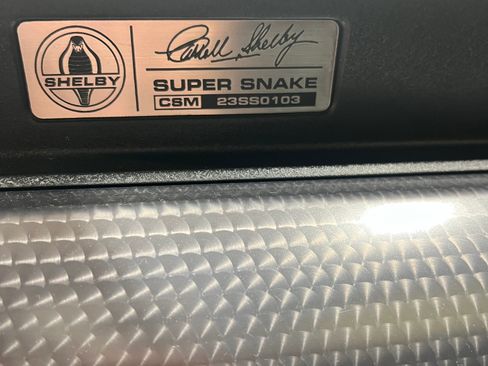 Carroll Shelby
SHELBY
SUPER SNAKE
CSM 23SS0103